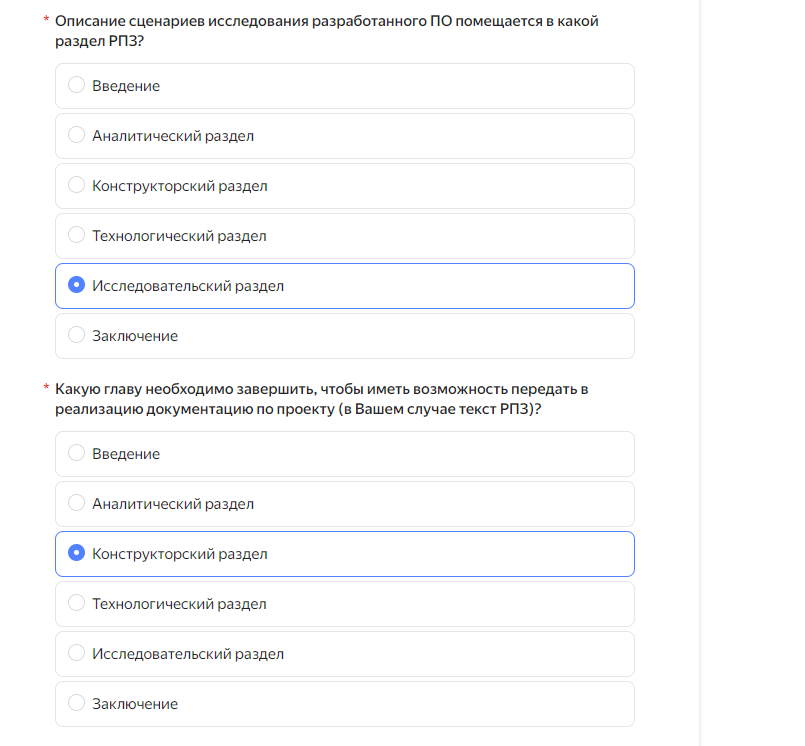 * Описание сценариев исследования разработанного ПО помещается в какой
раздел РПЗ?
Введение
Аналитический раздел
Конструкторский раздел
Технологический раздел
Исследовательский раздел
Заключение
* Какую главу необходимо завершить, чтобы иметь возможность передать в
реализацию документацию по проекту (в Вашем случае текст РПЗ)?
Введение
Аналитический раздел
Конструкторский раздел
Технологический раздел
Исследовательский раздел
Заключение